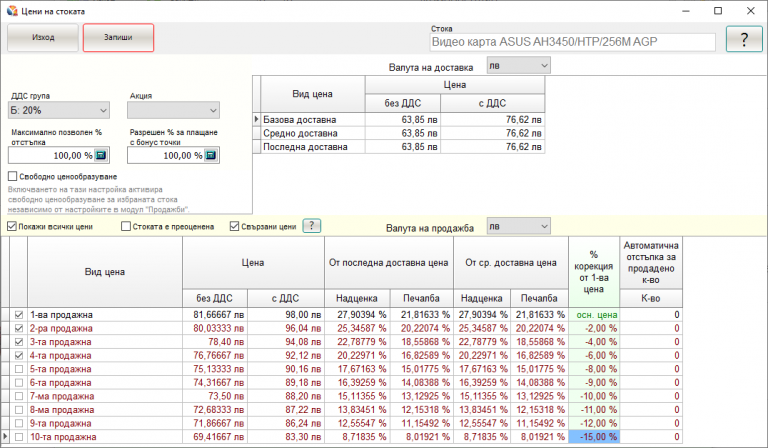 Цени на стоката
Изход
Запиши
Стока
Видео карта ASUS AH3450/HTP/256M AGP
?
Валута на доставка
лв
ДДС група
Акция
Б: 20%
Максимално позволен % отстъпка
Разрешен % за плащане с бонус точки
100,00 %
100,00 %
Свободно ценообразуване
Включването на тази настройка активира
свободно ценообразуване за избраната стока
независимо от настройките в модул "Продажби".
Вид цена
Цена
без ДДС
с ДДС
Базова доставна 63,85 лв 76,62 лв
Средно доставна 63,85 лв 76,62 лв
Последна доставна 63,85 лв 76,62 лв
Покажи всички цени
Стоката е преоценена
Свързани цени
?
Валута на продажба
лв
Вид цена
Цена
От последна доставна цена
От ср. доставна цена
% корекция от 1-ва цена
Автоматична отстъпка за продадено к-во
без ДДС
с ДДС
Надценка
Печалба
Надценка
Печалба
К-во
1-ва продажна 81,66667 лв 98,00 лв 27,90394 % 21,81633 % 27,90394 % 21,81633 % осн. цена 0
2-ра продажна 80,03333 лв 96,04 лв 25,34587 % 20,22074 % 25,34587 % 20,22074 % -2,00 % 0
3-та продажна 78,40 лв 94,08 лв 22,78779 % 18,55868 % 22,78779 % 18,55868 % -4,00 % 0
4-та продажна 76,76667 лв 92,12 лв 20,22971 % 16,82589 % 20,22971 % 16,82589 % -6,00 % 0
5-та продажна 75,13333 лв 90,16 лв 17,67163 % 15,01775 % 17,67163 % 15,01775 % -8,00 % 0
6-та продажна 74,31667 лв 89,18 лв 16,39259 % 14,08388 % 16,39259 % 14,08388 % -9,00 % 0
7-ма продажна 73,50 лв 88,20 лв 15,11355 % 13,12925 % 15,11355 % 13,12925 % -10,00 % 0
8-ма продажна 72,68333 лв 87,22 лв 13,83451 % 12,15318 % 13,83451 % 12,15318 % -11,00 % 0
9-та продажна 71,86667 лв 86,24 лв 12,55547 % 11,15492 % 12,55547 % 11,15492 % -12,00 % 0
10-та продажна 69,41667 лв 83,30 лв 8,71835 % 8,01921 % 8,71835 % 8,01921 % -15,00 % 0